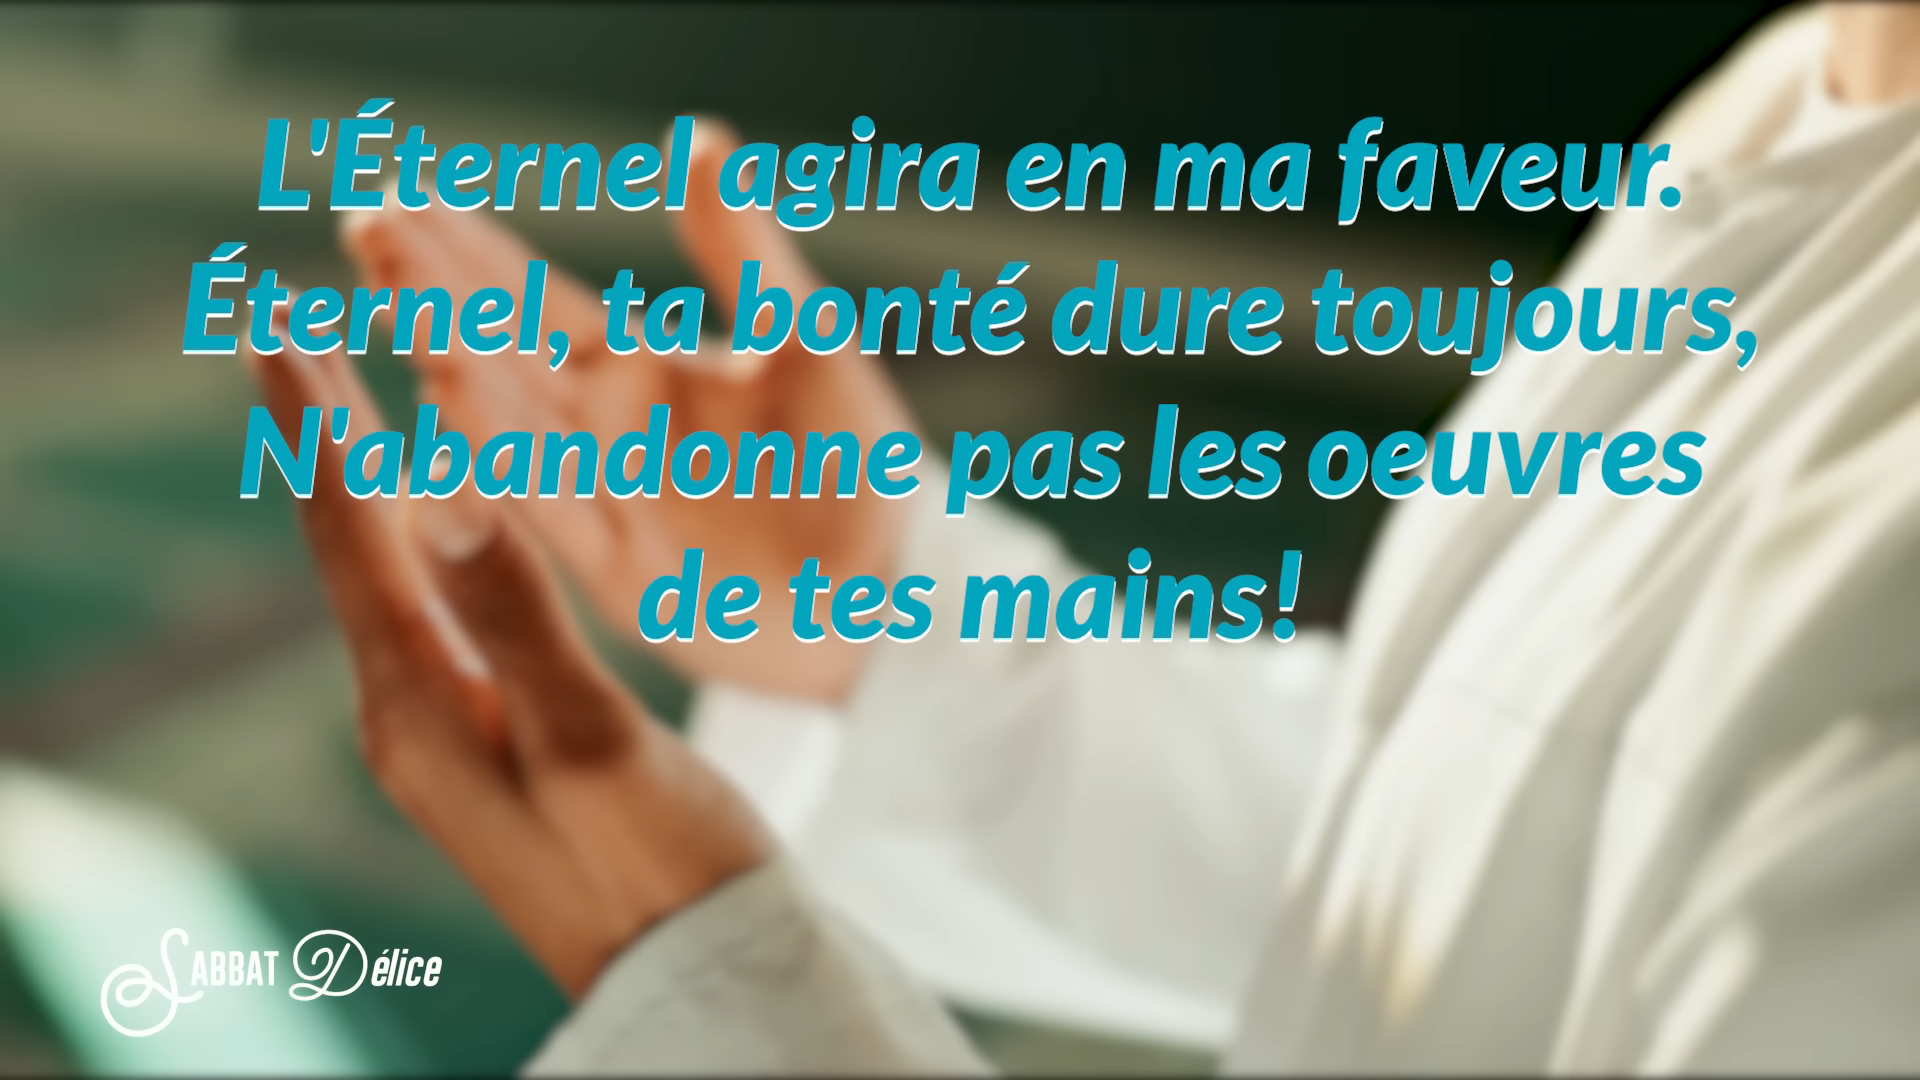 L'Éternel agira en ma faveur.
Éternel, ta bonté dure toujours,
N'abandonne pas les oeuvres
de tes mains!
SABBAT Délice